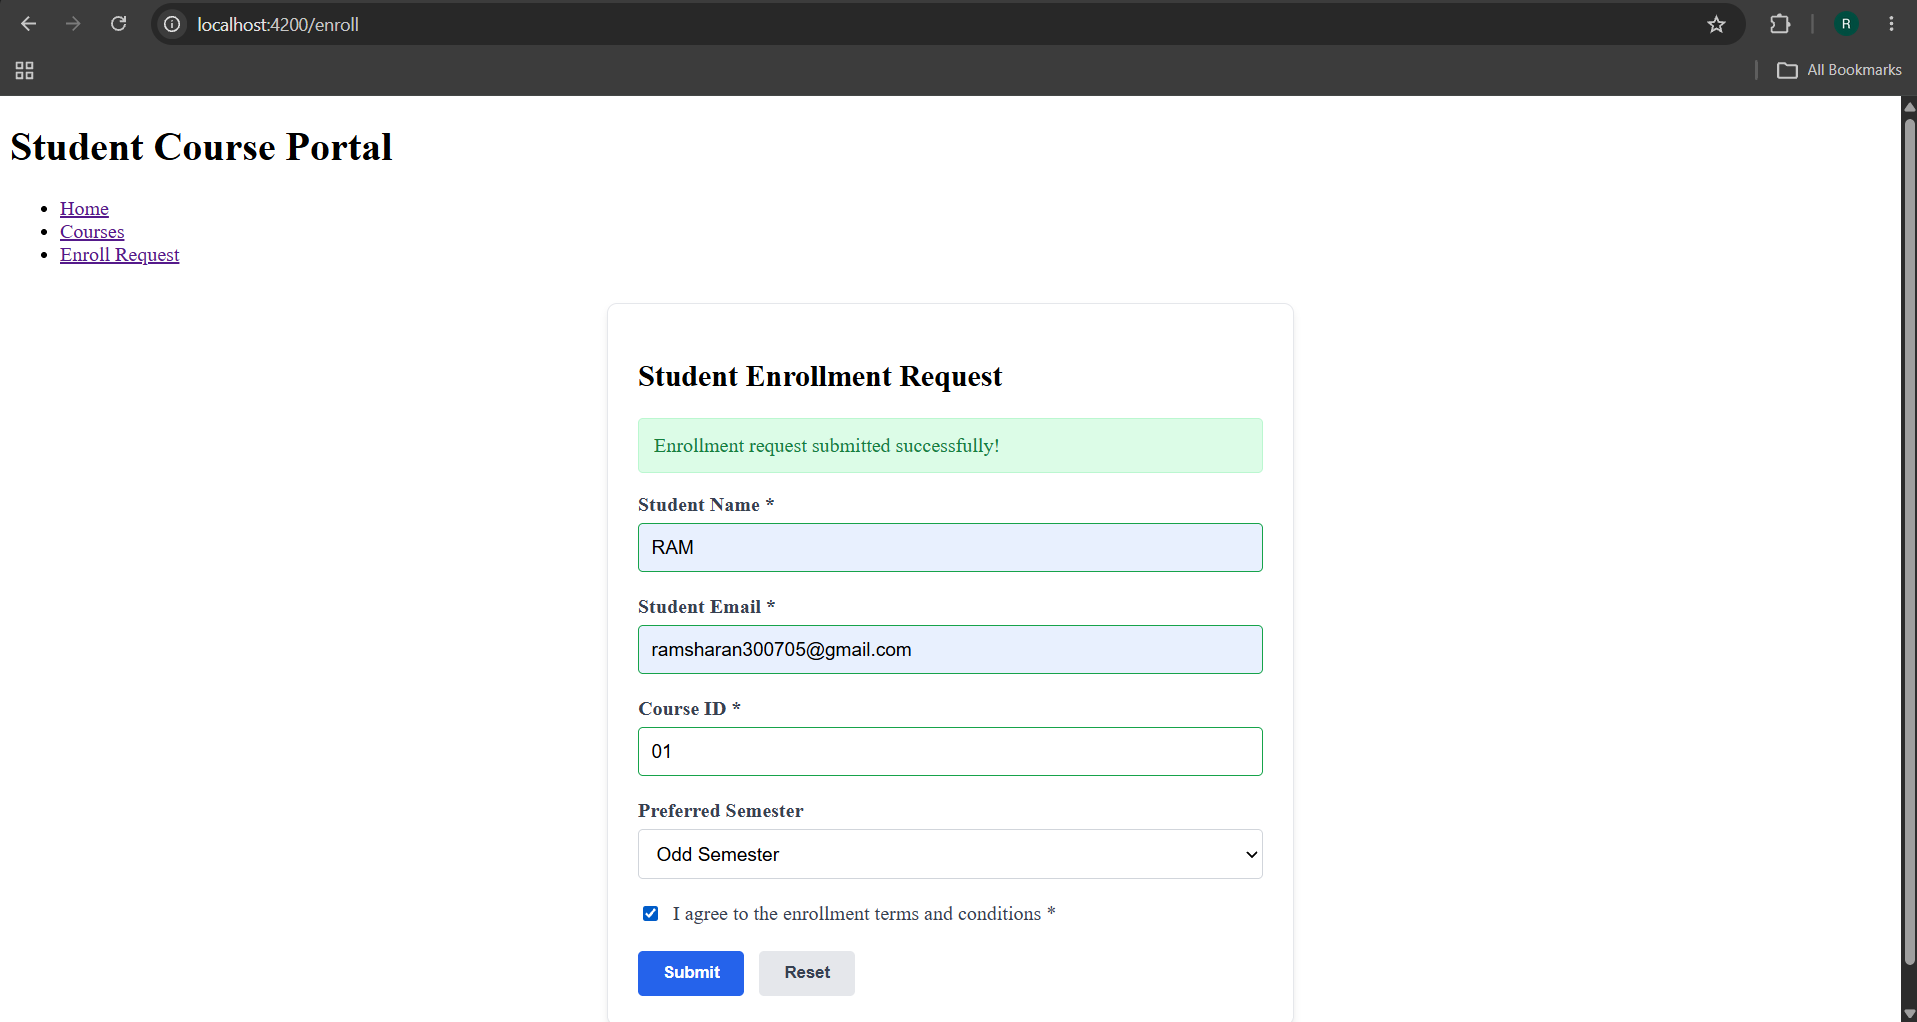 localhost:4200/enroll
R
All Bookmarks
Student Course Portal
Home
Courses
Enroll Request
Student Enrollment Request
Enrollment request submitted successfully!
Student Name *
RAM
Student Email *
ramsharan300705@gmail.com
Course ID *
01
Preferred Semester
Odd Semester
I agree to the enrollment terms and conditions *
Submit Reset